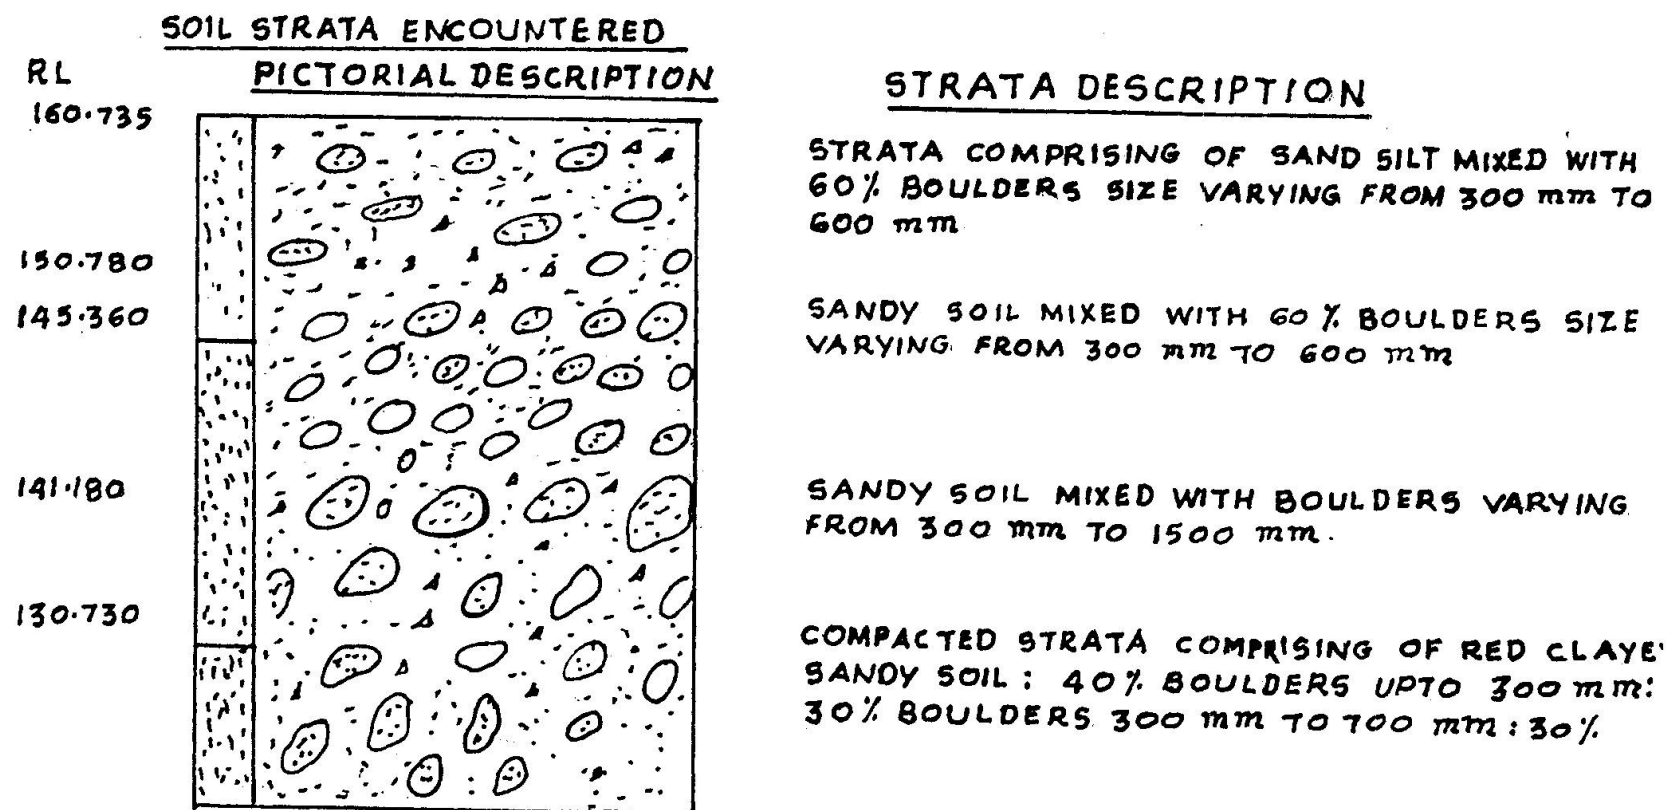 SOIL STRATA ENCOUNTERED
RL
PICTORIAL DESCRIPTION
STRATA DESCRIPTION
160.735
STRATA COMPRISING OF SAND SILT MIXED WITH
60% BOULDERS SIZE VARYING FROM 300 mm TO
600 mm
150.780
145.360
SANDY SOIL MIXED WITH 60% BOULDERS SIZE
VARYING FROM 300 mm TO 600 mm
141.180
SANDY SOIL MIXED WITH BOULDERS VARYING
FROM 300 mm TO 1500 mm.
130.730
COMPACTED STRATA COMPRISING OF RED CLAYE
SANDY SOIL: 40% BOULDERS UPTO 300 mm:
30% BOULDERS 300 mm TO 700 mm: 30%